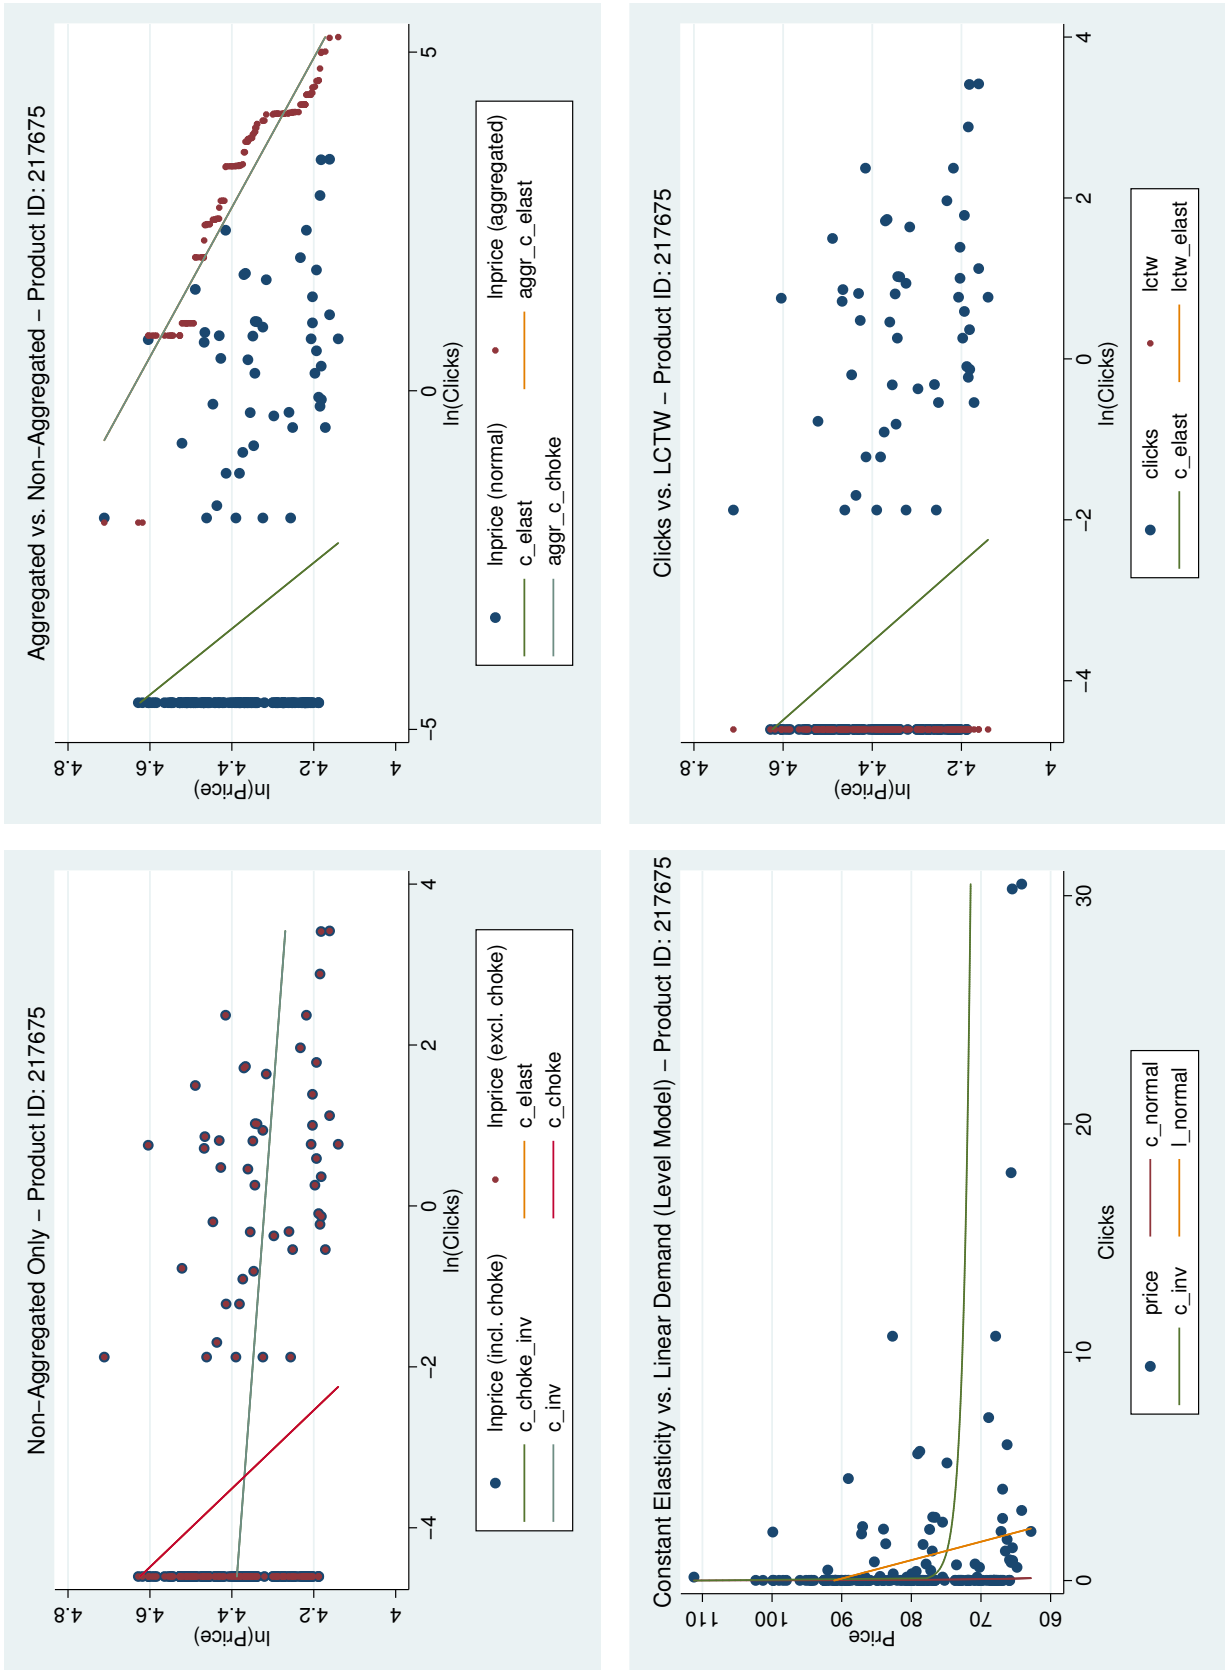 Non−Aggregated Only − Product ID: 217675
ln(Price)
4.8
4.6
4.4
4.2
4
−4
−2
0
2
4
ln(Clicks)
lnprice (incl. choke)
lnprice (excl. choke)
c_choke_inv
c_elast
c_inv
c_choke
Aggregated vs. Non−Aggregated − Product ID: 217675
ln(Price)
4.8
4.6
4.4
4.2
4
−5
0
5
ln(Clicks)
lnprice (normal)
lnprice (aggregated)
c_elast
aggr_c_elast
aggr_c_choke
Constant Elasticity vs. Linear Demand (Level Model) − Product ID: 217675
Price
110
100
90
80
70
60
0
10
20
30
Clicks
price
c_normal
c_inv
l_normal
Clicks vs. LCTW − Product ID: 217675
ln(Price)
4.8
4.6
4.4
4.2
4
−4
−2
0
2
4
ln(Clicks)
clicks
lctw
c_elast
lctw_elast